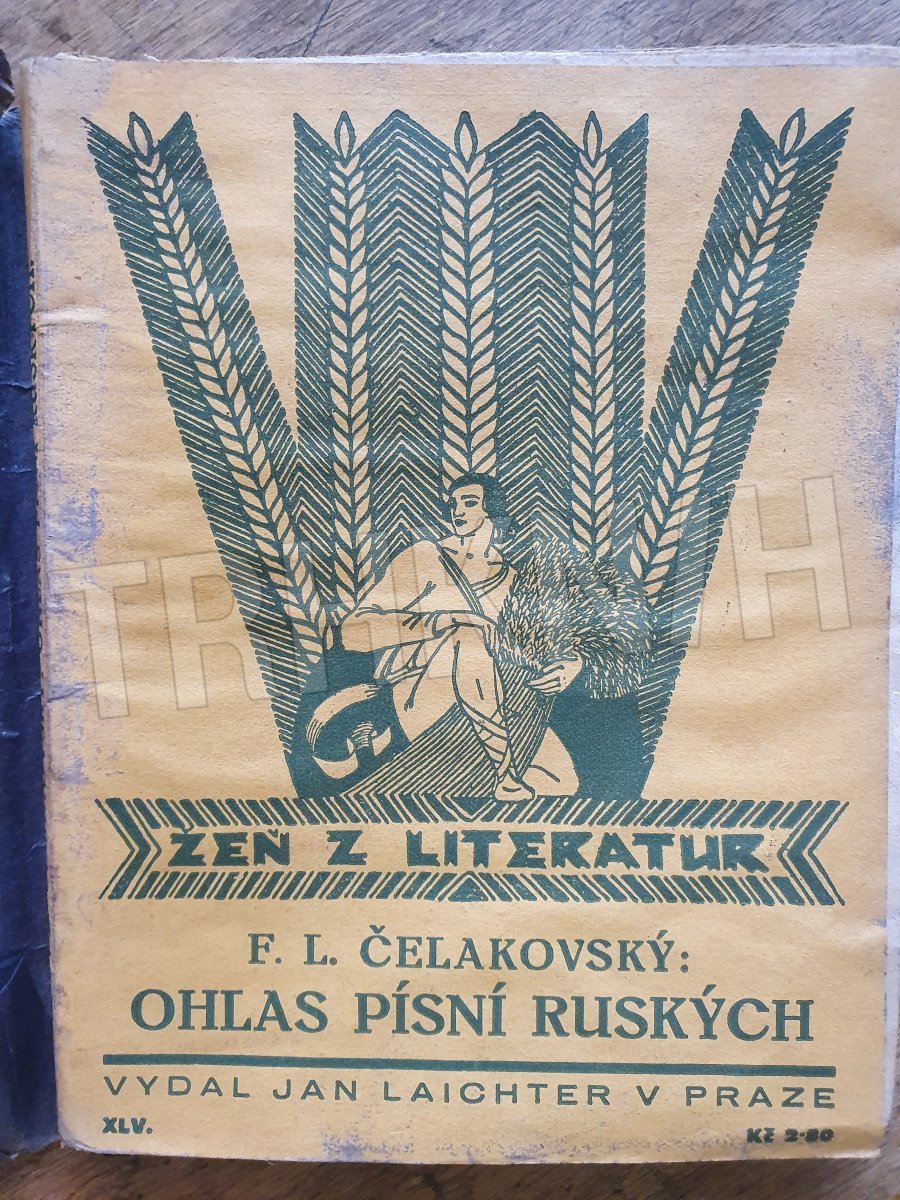 ŽEŇ Z LITERATUR
F. L. ČELAKOVSKÝ:
OHLAS PÍSNÍ RUSKÝCH
VYDAL JAN LAICHTER V PRAZE
XLV.
Kč 2·80